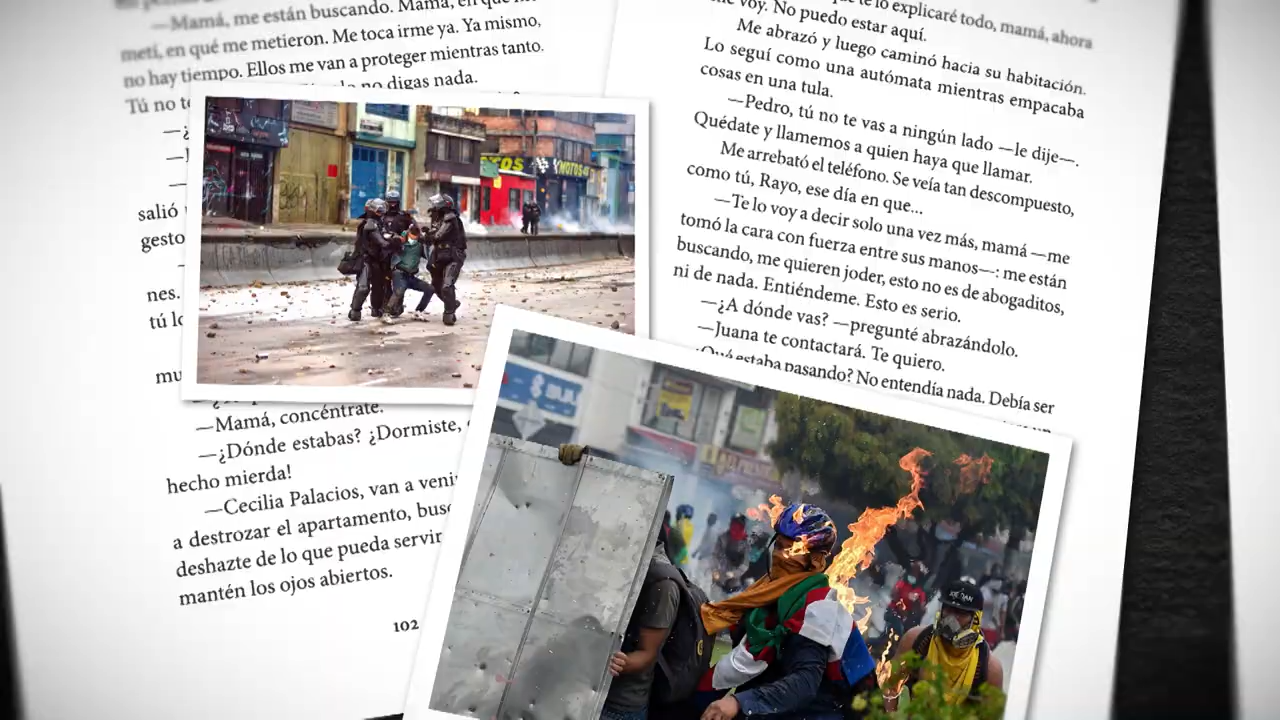 —Mamá, me están buscando. Mamá, en qué me
metí, en qué me metieron. Me toca irme ya. Ya mismo,
no hay tiempo. Ellos me van a proteger mientras tanto.
Tú no te
no digas nada.
salió
gesto
nes.
tú lo
mu
—Mamá, concéntrate.
—¿Dónde estabas? ¿Dormiste,
hecho mierda!
—Cecilia Palacios, van a veni
a destrozar el apartamento, busc
deshazte de lo que pueda servir
mantén los ojos abiertos.
102
te lo explicaré todo, mamá, ahora
me voy. No puedo estar aquí.
Me abrazó y luego caminó hacia su habitación.
Lo seguí como una autómata mientras empacaba
cosas en una tula.
—Pedro, tú no te vas a ningún lado —le dije—.
Quédate y llamemos a quien haya que llamar.
Me arrebató el teléfono. Se veía tan descompuesto,
como tú, Rayo, ese día en que...
—Te lo voy a decir solo una vez más, mamá —me
tomó la cara con fuerza entre sus manos—: me están
buscando, me quieren joder, esto no es de abogaditos,
ni de nada. Entiéndeme. Esto es serio.
—¿A dónde vas? —pregunté abrazándolo.
—Juana te contactará. Te quiero.
¿Qué estaba pasando? No entendía nada. Debía ser
MOTOS